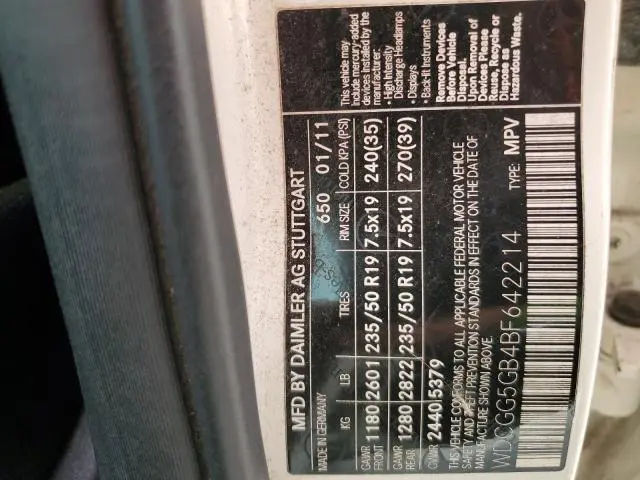 MFD BY DAIMLER AG STUTTGART
MADE IN GERMANY 650 01/11
KG LB TIRES RIM SIZE COLD KPA (PSI)
GAWR FRONT 1180 2601 235/50 R19 7.5x19 240(35)
GAWR REAR 1280 2822 235/50 R19 7.5x19 270(39)
GVWR 2440 5379
THIS VEHICLE CONFORMS TO ALL APPLICABLE FEDERAL MOTOR VEHICLE
SAFETY AND THEFT PREVENTION STANDARDS IN EFFECT ON THE DATE OF
MANUFACTURE SHOWN ABOVE.
WDCGG5GB4BF642214 TYPE: MPV
This vehicle may
include mercury-added
devices installed by the
manufacturer:
• High Intensity
Discharge Headlamps
• Displays
• Back-lit Instruments
Remove Devices
Before Vehicle
Disposal.
Upon Removal of
Devices Please
Reuse, Recycle or
Dispose as
Hazardous Waste.